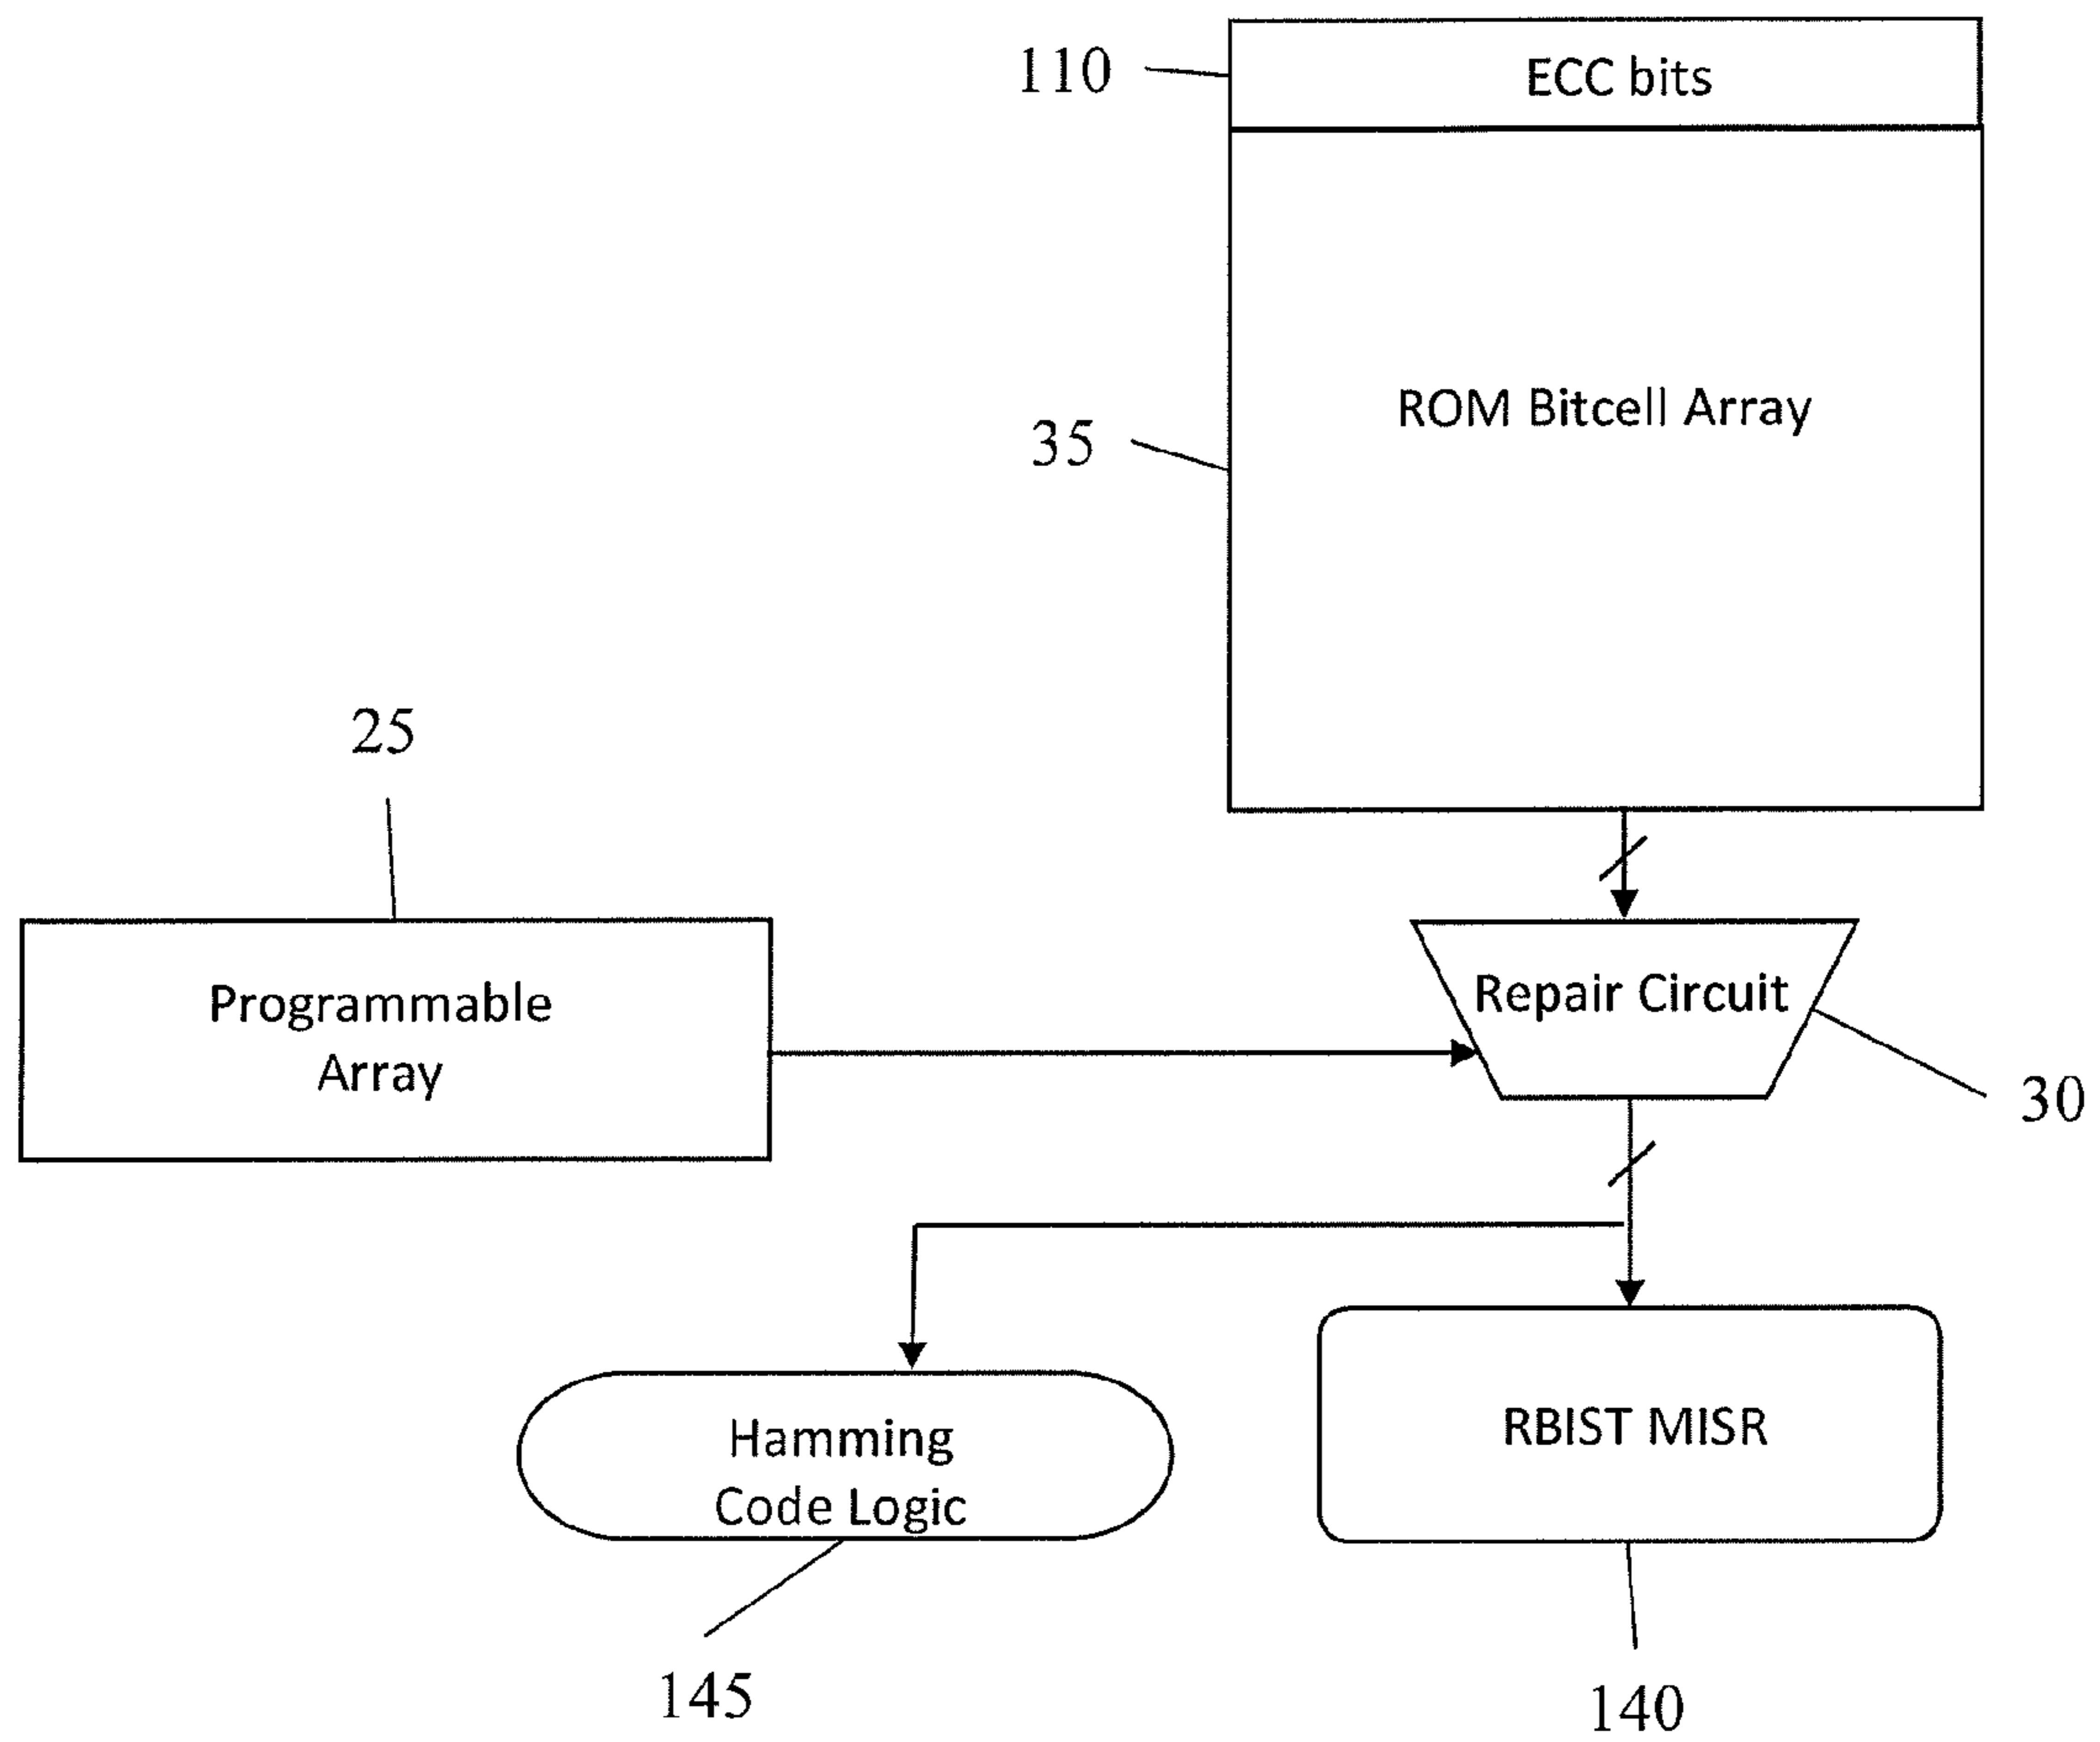 110
ECC bits
ROM Bitcell Array
35
25
Programmable
Array
Repair Circuit
30
Hamming
Code Logic
RBIST MISR
145
140